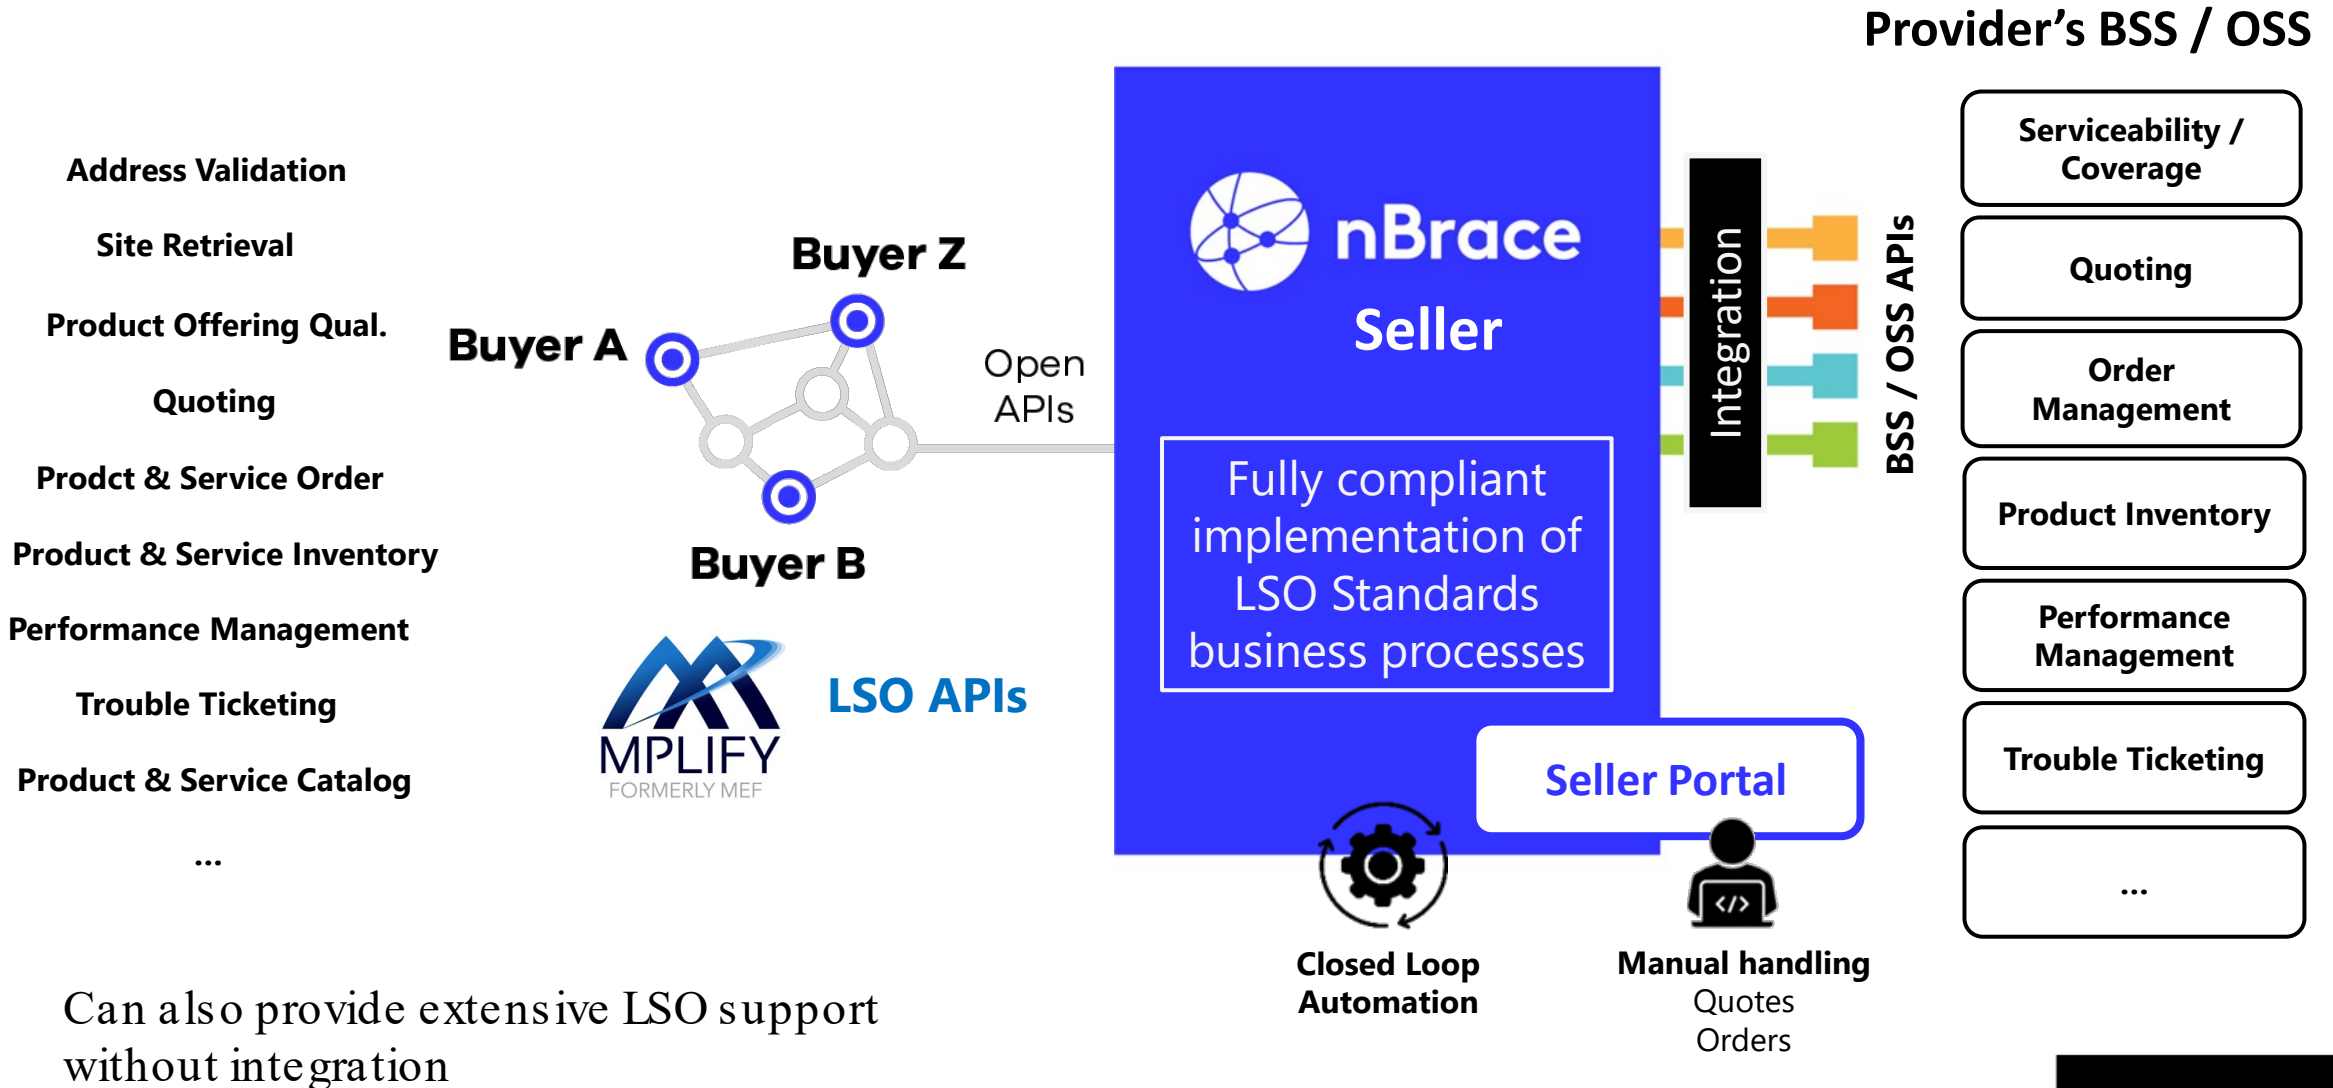 Provider's BSS / OSS
Address Validation
Site Retrieval
Product Offering Qual.
Quoting
Prodct & Service Order
Product & Service Inventory
Performance Management
Trouble Ticketing
Product & Service Catalog
...
Buyer Z
Buyer A
Buyer B
Open
APIs
MPLIFY
FORMERLY MEF
LSO APIs
nBrace
Seller
Fully compliant
implementation of
LSO Standards
business processes
Seller Portal
Integration
BSS / OSS APIs
Serviceability /
Coverage
Quoting
Order
Management
Product Inventory
Performance
Management
Trouble Ticketing
...
</>
Closed Loop
Automation
Manual handling
Quotes
Orders
Can also provide extensive LSO support
without integration